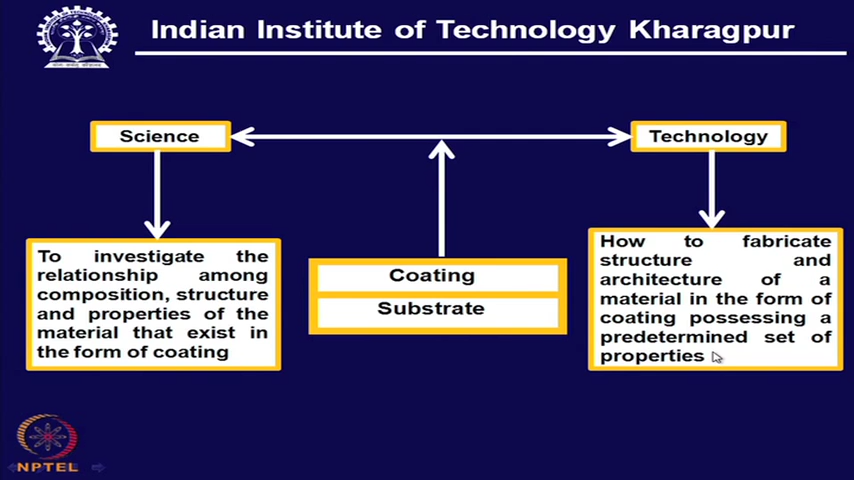 Indian Institute of Technology Kharagpur
Science
Technology
To investigate the
relationship among
composition, structure
and properties of the
material that exist in
the form of coating
Coating
Substrate
How to fabricate
structure and
architecture of a
material in the form of
coating possessing a
predetermined set of
properties
NPTEL